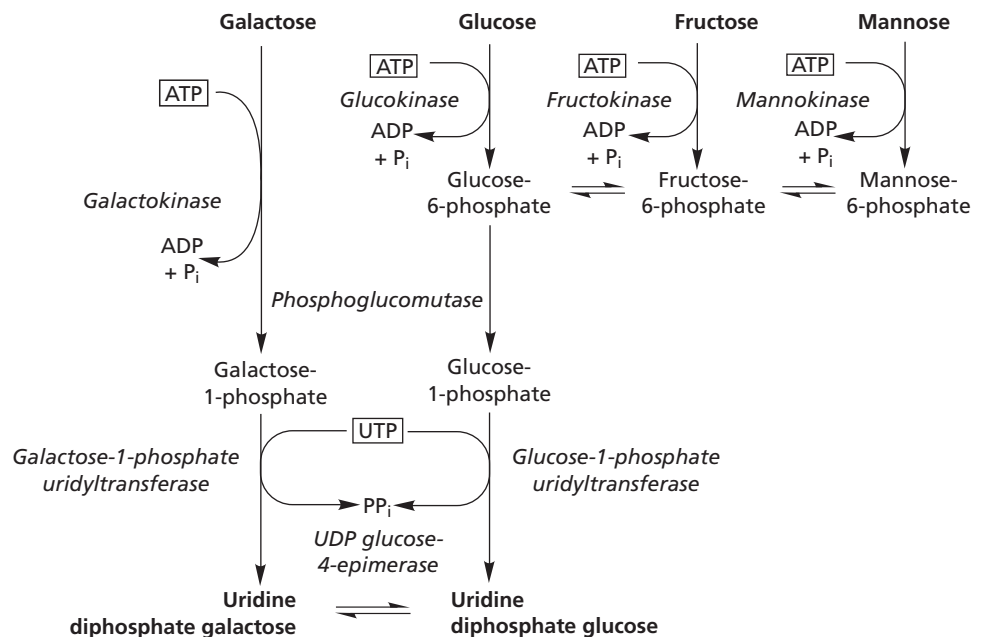 Galactose Glucose Fructose Mannose
ATP ATP ATP
ATP Glucokinase Fructokinase Mannokinase
ADP ADP ADP
+ Pi + Pi + Pi
Galactokinase Glucose- Fructose- Mannose-
6-phosphate 6-phosphate 6-phosphate
ADP
+ Pi
Phosphoglucomutase
Galactose- Glucose-
1-phosphate 1-phosphate
UTP
Galactose-1-phosphate Glucose-1-phosphate
uridyltransferase uridyltransferase
PPi
UDP glucose-
4-epimerase
Uridine Uridine
diphosphate galactose diphosphate glucose